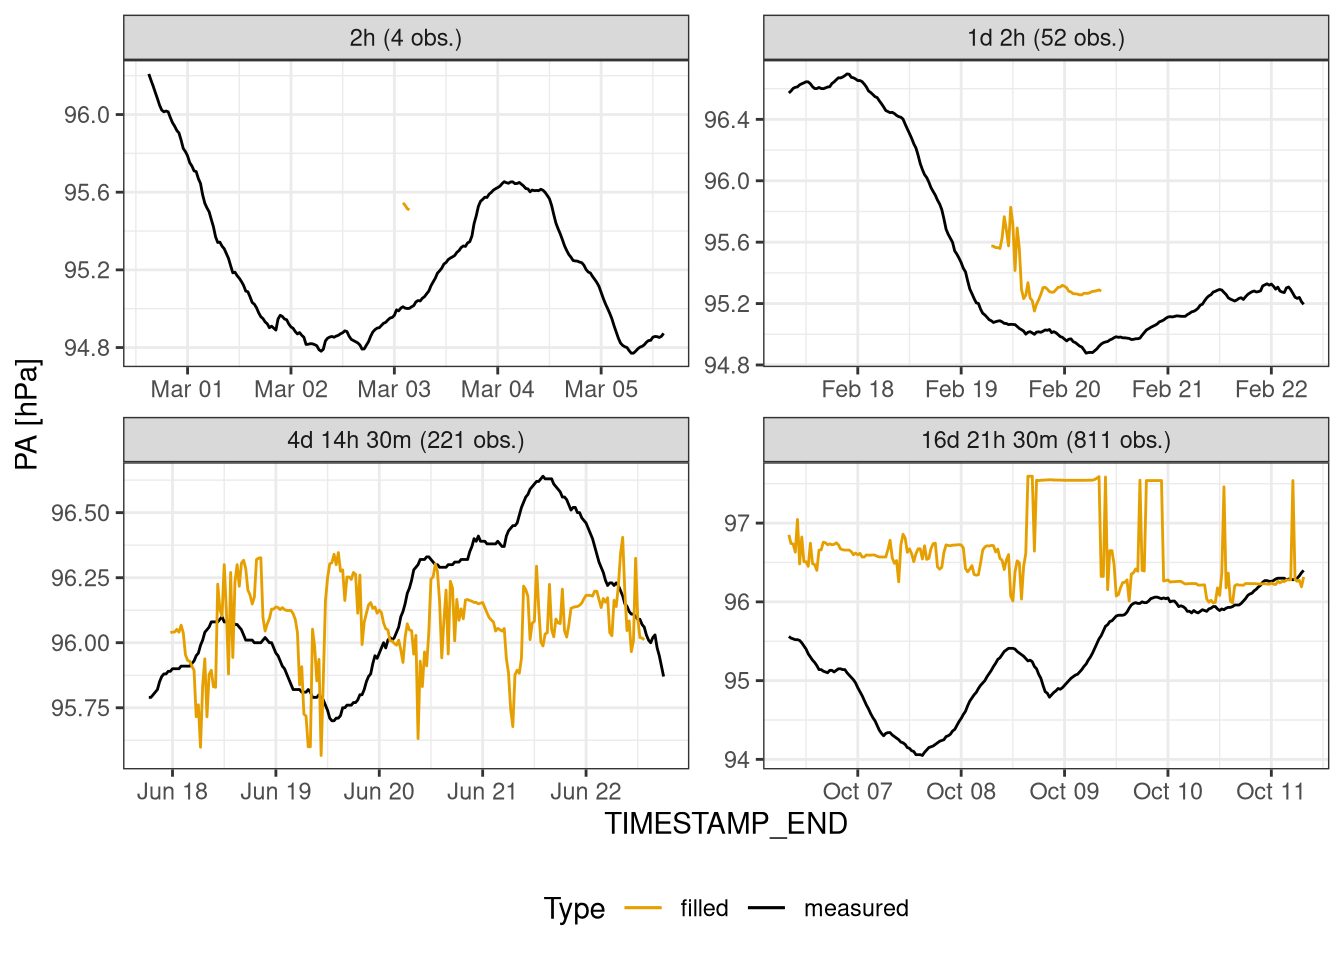 2h (4 obs.)
1d 2h (52 obs.)
96.0
95.6
95.2
94.8
96.4
96.0
95.6
95.2
94.8
Mar 01 Mar 02 Mar 03 Mar 04 Mar 05
Feb 18 Feb 19 Feb 20 Feb 21 Feb 22
PA [hPa]
4d 14h 30m (221 obs.)
16d 21h 30m (811 obs.)
96.50
96.25
96.00
95.75
97
96
95
94
Jun 18 Jun 19 Jun 20 Jun 21 Jun 22
Oct 07 Oct 08 Oct 09 Oct 10 Oct 11
TIMESTAMP_END
Type filled measured